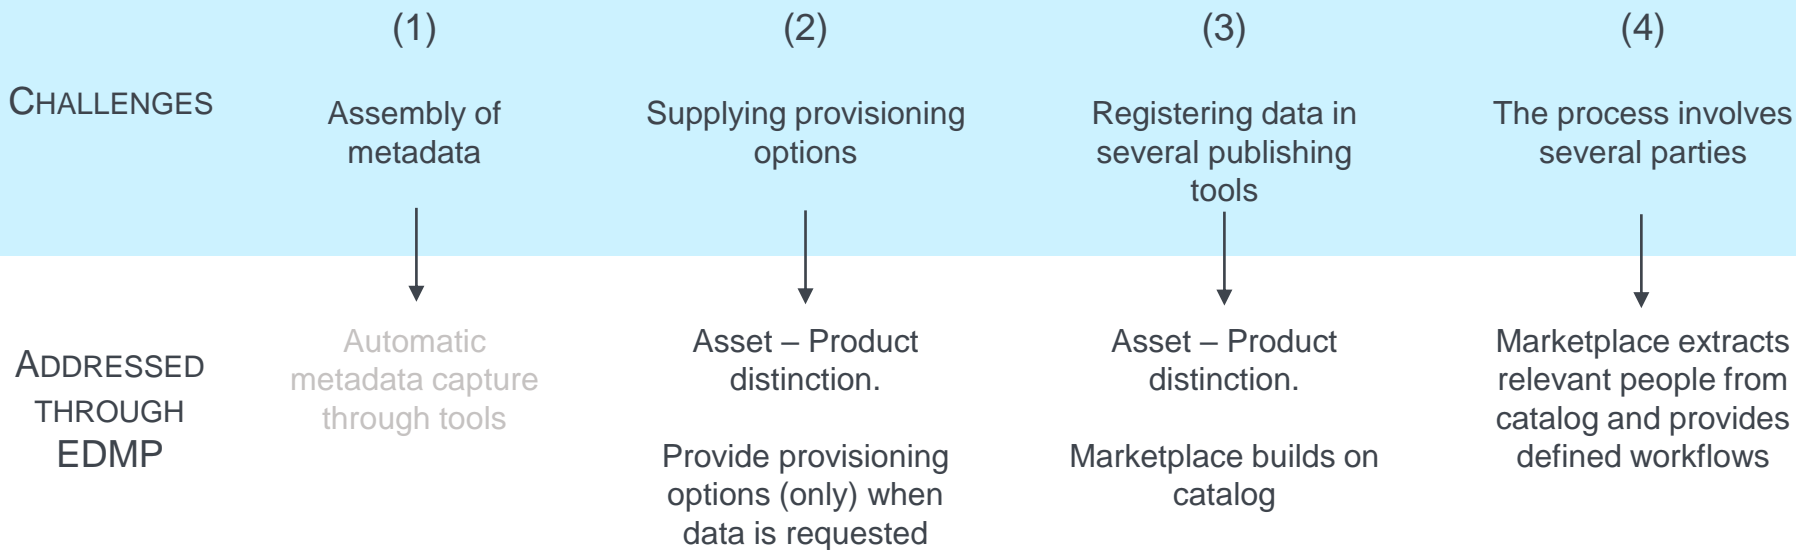 (1)
(2)
(3)
(4)
CHALLENGES
Assembly of
metadata
Supplying provisioning
options
Registering data in
several publishing
tools
The process involves
several parties
ADDRESSED
THROUGH
EDMP
Automatic
metadata capture
through tools
Asset – Product
distinction.
Provide provisioning
options (only) when
data is requested
Asset – Product
distinction.
Marketplace builds on
catalog
Marketplace extracts
relevant people from
catalog and provides
defined workflows